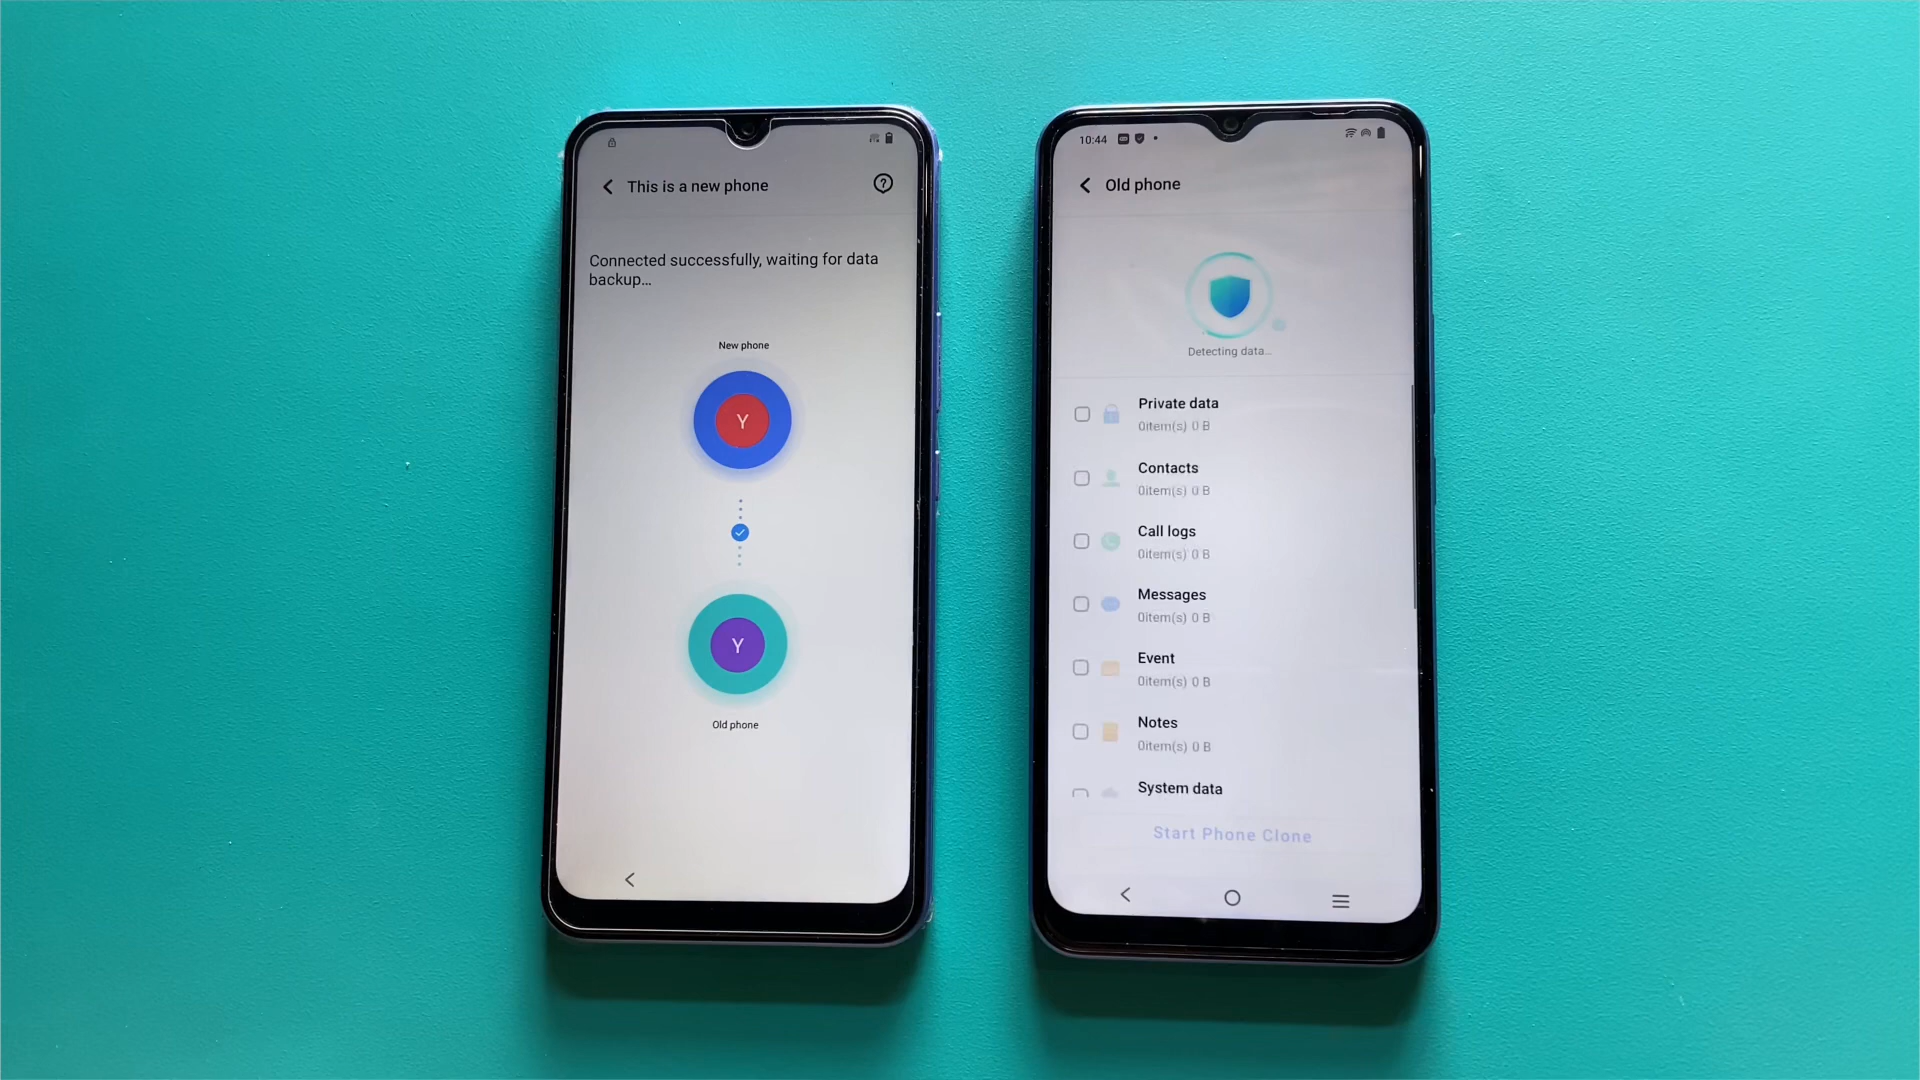 This is a new phone
Connected successfully, waiting for data
backup...
New phone
Y
Y
Old phone
10:44
Old phone
Detecting data...
Private data
0item(s) 0 B
Contacts
0item(s) 0 B
Call logs
0item(s) 0 B
Messages
0item(s) 0 B
Event
0item(s) 0 B
Notes
0item(s) 0 B
System data
Start Phone Clone